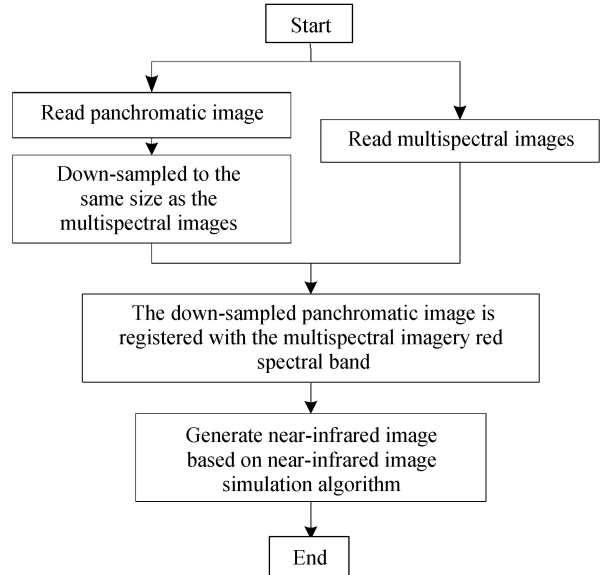 Start
Read panchromatic image
Read multispectral images
Down-sampled to the
same size as the
multispectral images
The down-sampled panchromatic image is
registered with the multispectral imagery red
spectral band
Generate near-infrared image
based on near-infrared image
simulation algorithm
End